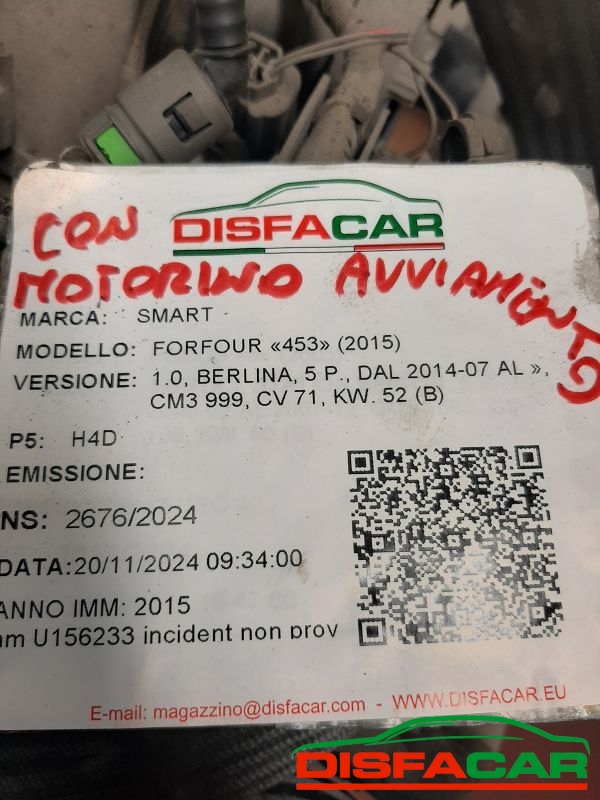 DISFACAR
CON
MOTORINO AVVIAMENTO
MARCA: SMART
MODELLO: FORFOUR «453» (2015)
VERSIONE: 1.0, BERLINA, 5 P., DAL 2014-07 AL »,
CM3 999, CV 71, KW. 52 (B)
P5: H4D
EMISSIONE:
NS: 2676/2024
DATA:20/11/2024 09:34:00
ANNO IMM: 2015
U156233 incident non prov
E-mail: magazzino@disfacar.com - WWW.DISFACAR.EU
DISFACAR